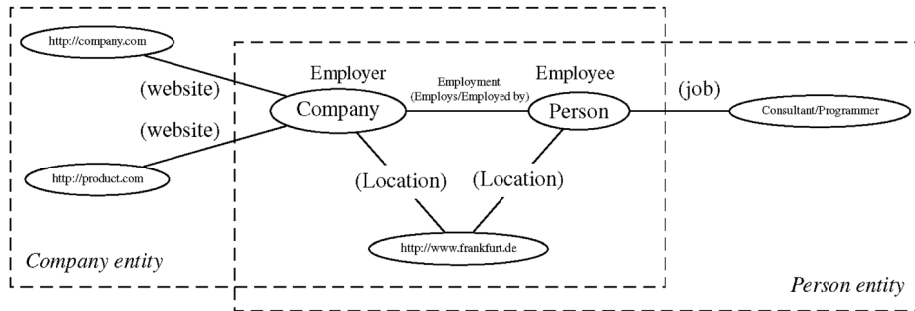 http://company.com
(website)
Employer
Company
Employment
(Employs/Employed by)
Employee
Person
(job)
Consultant/Programmer
(website)
http://product.com
(Location)
(Location)
http://www.frankfurt.de
Company entity
Person entity